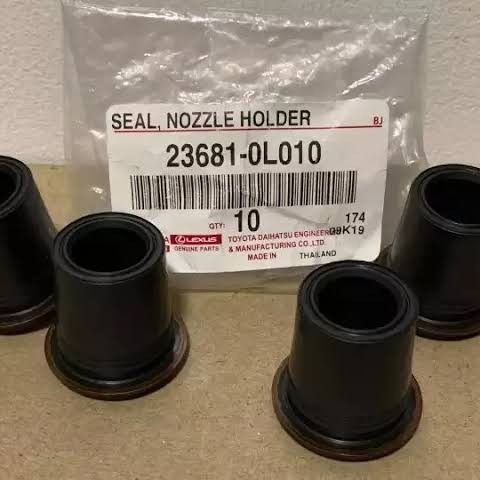 SEAL, NOZZLE HOLDER BJ
23681-0L010
QTY: 10 174
09K19
A LEXUS TOYOTA DAIHATSU ENGINEER
GENUINE PARTS & MANUFACTURING CO.,LTD.
MADE IN THAILAND